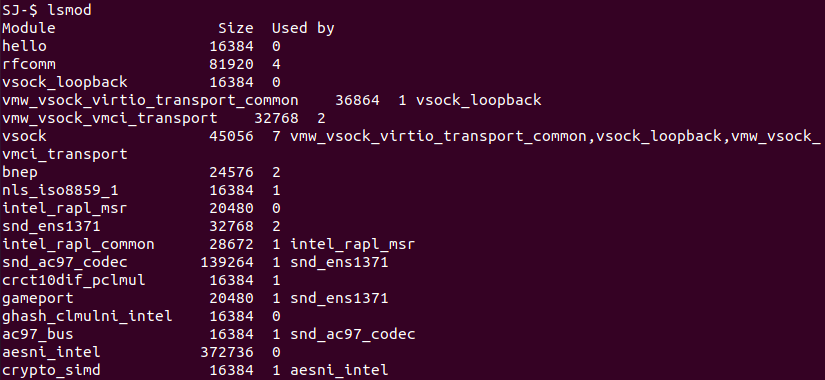 SJ-$ lsmod
Module                  Size  Used by
hello                  16384  0
rfcomm                 81920  4
vsock_loopback         16384  0
vmw_vsock_virtio_transport_common    36864  1 vsock_loopback
vmw_vsock_vmci_transport    32768  2
vsock                  45056  7 vmw_vsock_virtio_transport_common,vsock_loopback,vmw_vsock_
vmci_transport
bnep                   24576  2
nls_iso8859_1          16384  1
intel_rapl_msr         20480  0
snd_ens1371            32768  2
intel_rapl_common      28672  1 intel_rapl_msr
snd_ac97_codec        139264  1 snd_ens1371
crct10dif_pclmul       16384  1
gameport               20480  1 snd_ens1371
ghash_clmulni_intel    16384  0
ac97_bus               16384  1 snd_ac97_codec
aesni_intel           372736  0
crypto_simd            16384  1 aesni_intel